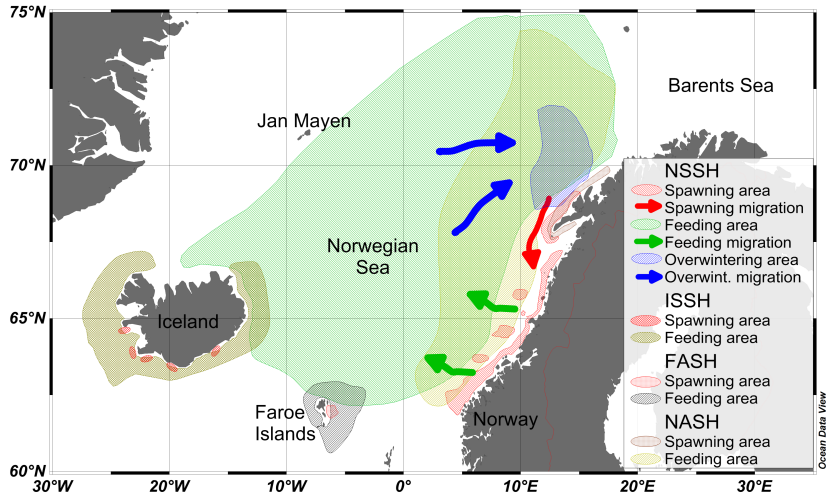 75°N
Barents Sea
Jan Mayen
70°N
NSSH
Spawning area
Spawning migration
Feeding area
Feeding migration
Overwintering area
Overwint. migration
Norwegian
Sea
ISSH
Spawning area
Feeding area
65°N
Iceland
FASH
Spawning area
Feeding area
Faroe
Islands
Norway
NASH
Spawning area
Feeding area
60°N
30°W
20°W
10°W
0°
10°E
20°E
30°E
Ocean Data View